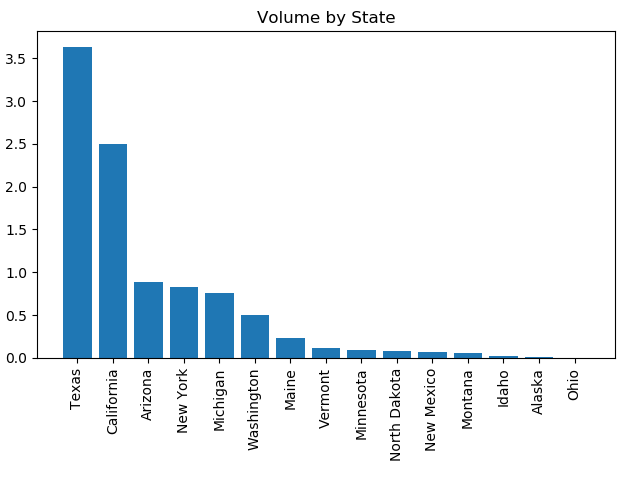 Volume by State
3.5
3.0
2.5
2.0
1.5
1.0
0.5
0.0
Texas
California
Arizona
New York
Michigan
Washington
Maine
Vermont
Minnesota
North Dakota
New Mexico
Montana
Idaho
Alaska
Ohio